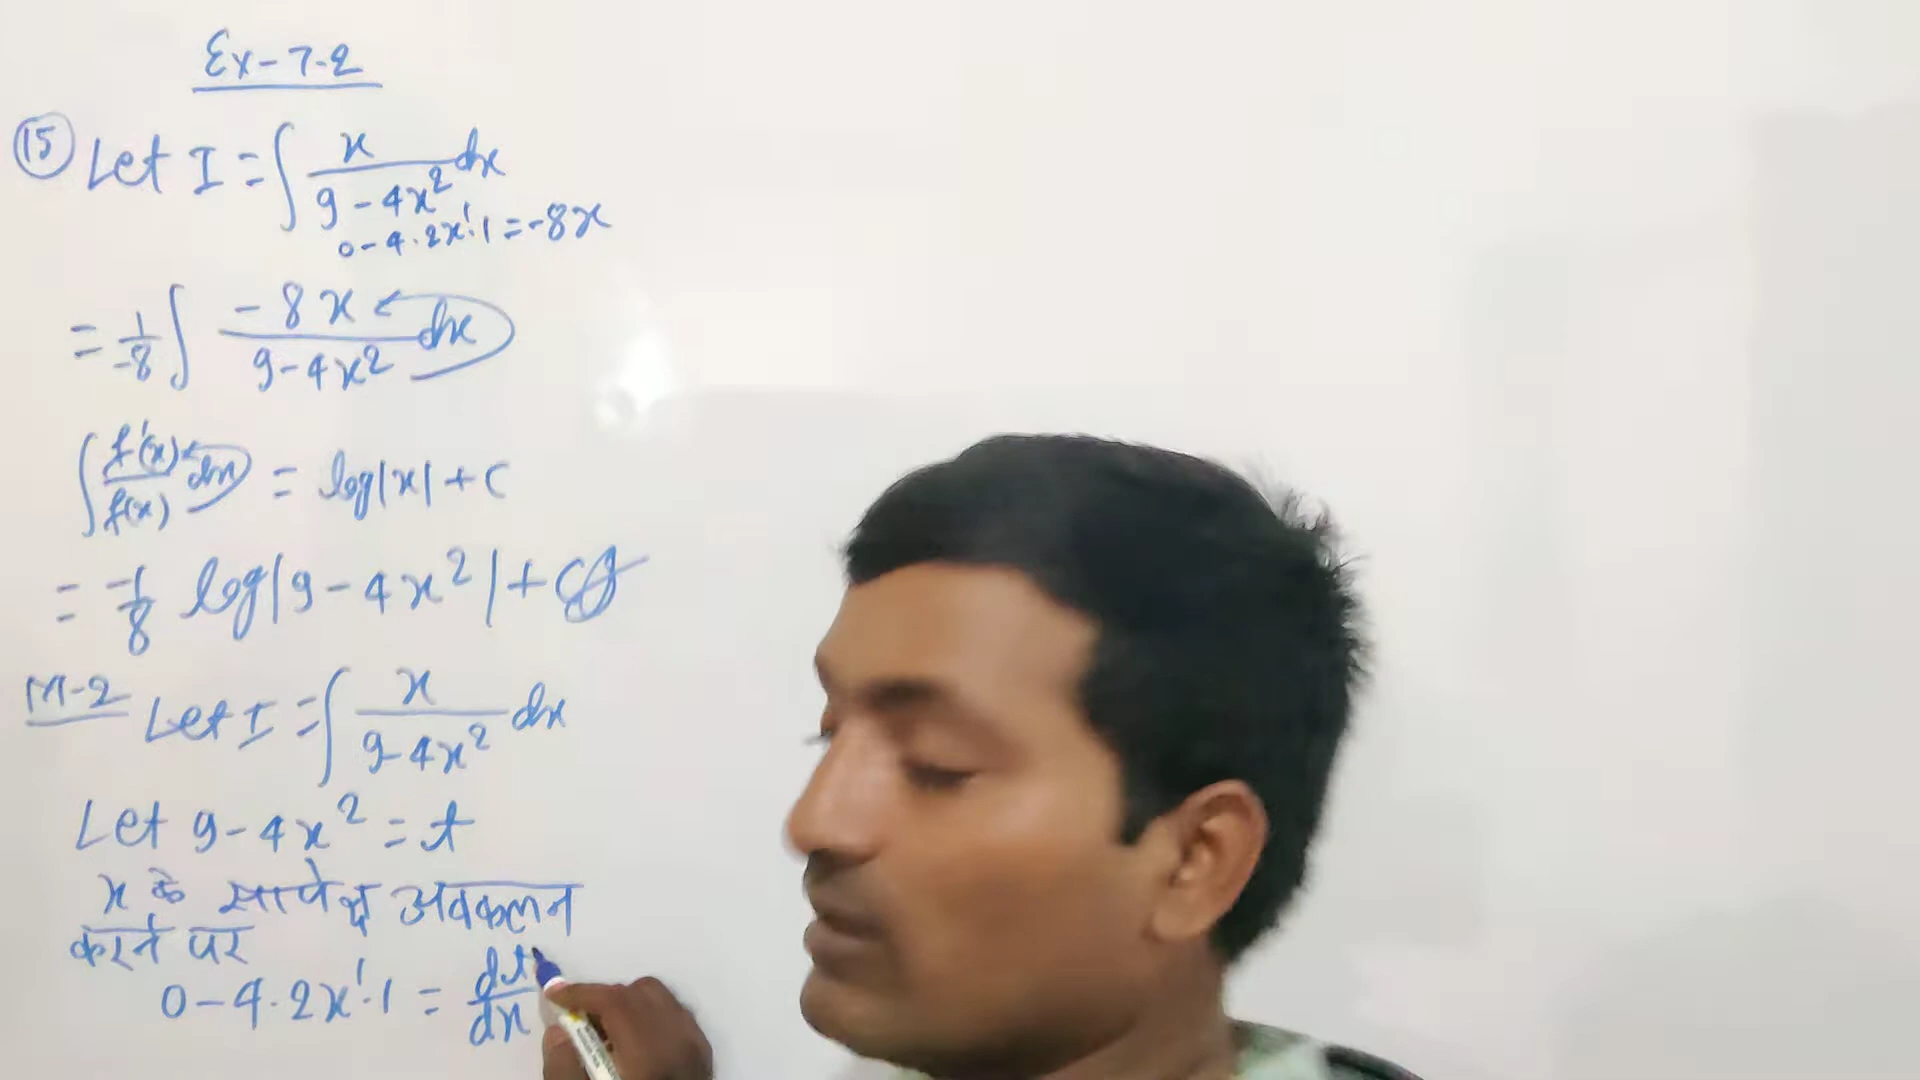 Ex-7.2
15 Let I = ∫ x/(9-4x²) dx
0-4.2x¹.1 = -8x
= 1/-8 ∫ -8x/(9-4x²) dx
∫ f'(x)/f(x) dx = log|x| + c
= -1/8 log|9-4x²| + c
M-2 Let I = ∫ x/(9-4x²) dx
Let 9-4x² = t
x के सापेक्ष अवकलन
करने पर
0-4.2x¹.1 = dt/dx